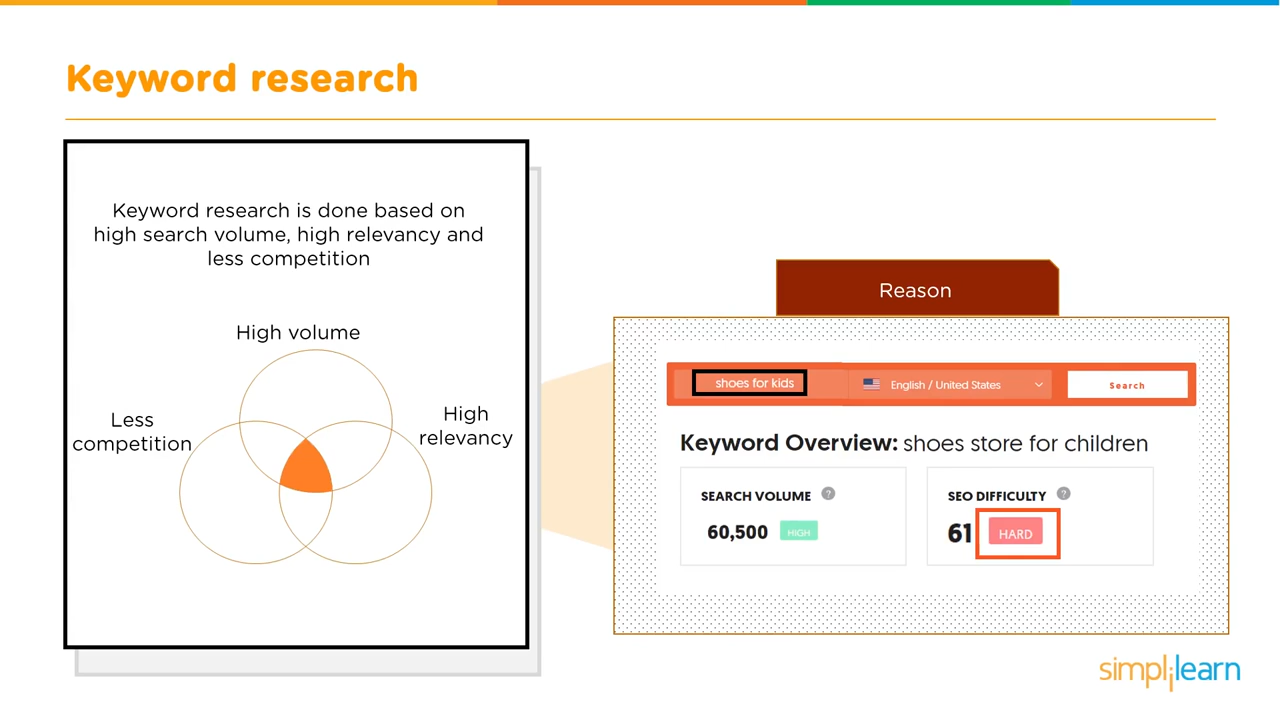 Keyword research
Keyword research is done based on
high search volume, high relevancy and
less competition
High volume
Less
competition
High
relevancy
Reason
shoes for kids
English / United States
Search
Keyword Overview: shoes store for children
SEARCH VOLUME ?
60,500 HIGH
SEO DIFFICULTY ?
61 HARD
simplilearn